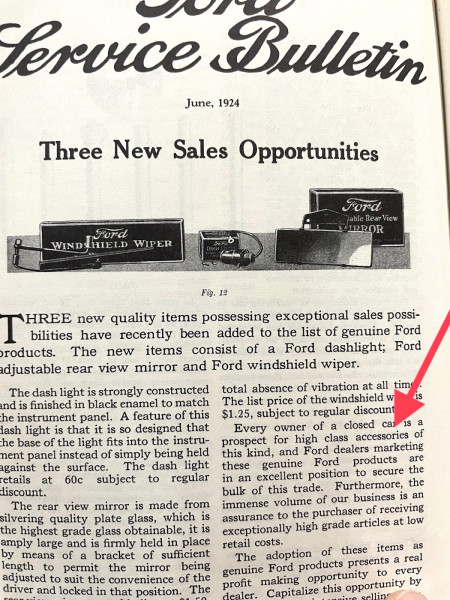 Ford
Service Bulletin
June, 1924
Three New Sales Opportunities
Ford
WINDSHIELD WIPER
Ford
Ford
able Rear View
MIRROR
Fig. 12
THREE new quality items possessing exceptional sales possi-
bilities have recently been added to the list of genuine Ford
products. The new items consist of a Ford dashlight; Ford
adjustable rear view mirror and Ford windshield wiper.
The dash light is strongly constructed
and is finished in black enamel to match
the instrument panel. A feature of this
dash light is that it is so designed that
the base of the light fits into the instru-
ment panel instead of simply being held
against the surface. The dash light
retails at 60c subject to regular
discount.
The rear view mirror is made from
silvering quality plate glass, which is
the highest grade glass obtainable, it is
amply large and is firmly held in place
by means of a bracket of sufficient
length to permit the mirror being
adjusted to suit the convenience of the
driver and locked in that position. The
total absence of vibration at all time
The list price of the windshield is
$1.25, subject to regular discount
Every owner of a closed car is a
prospect for high class accessories of
this kind, and Ford dealers marketing
these genuine Ford products are
in an excellent position to secure the
bulk of this trade. Furthermore, the
immense volume of our business is an
assurance to the purchaser of receiving
exceptionally high grade articles at low
retail costs.
The adoption of these items as
genuine Ford products presents a real
profit making opportunity to every
dealer. Capitalize this opportunity by